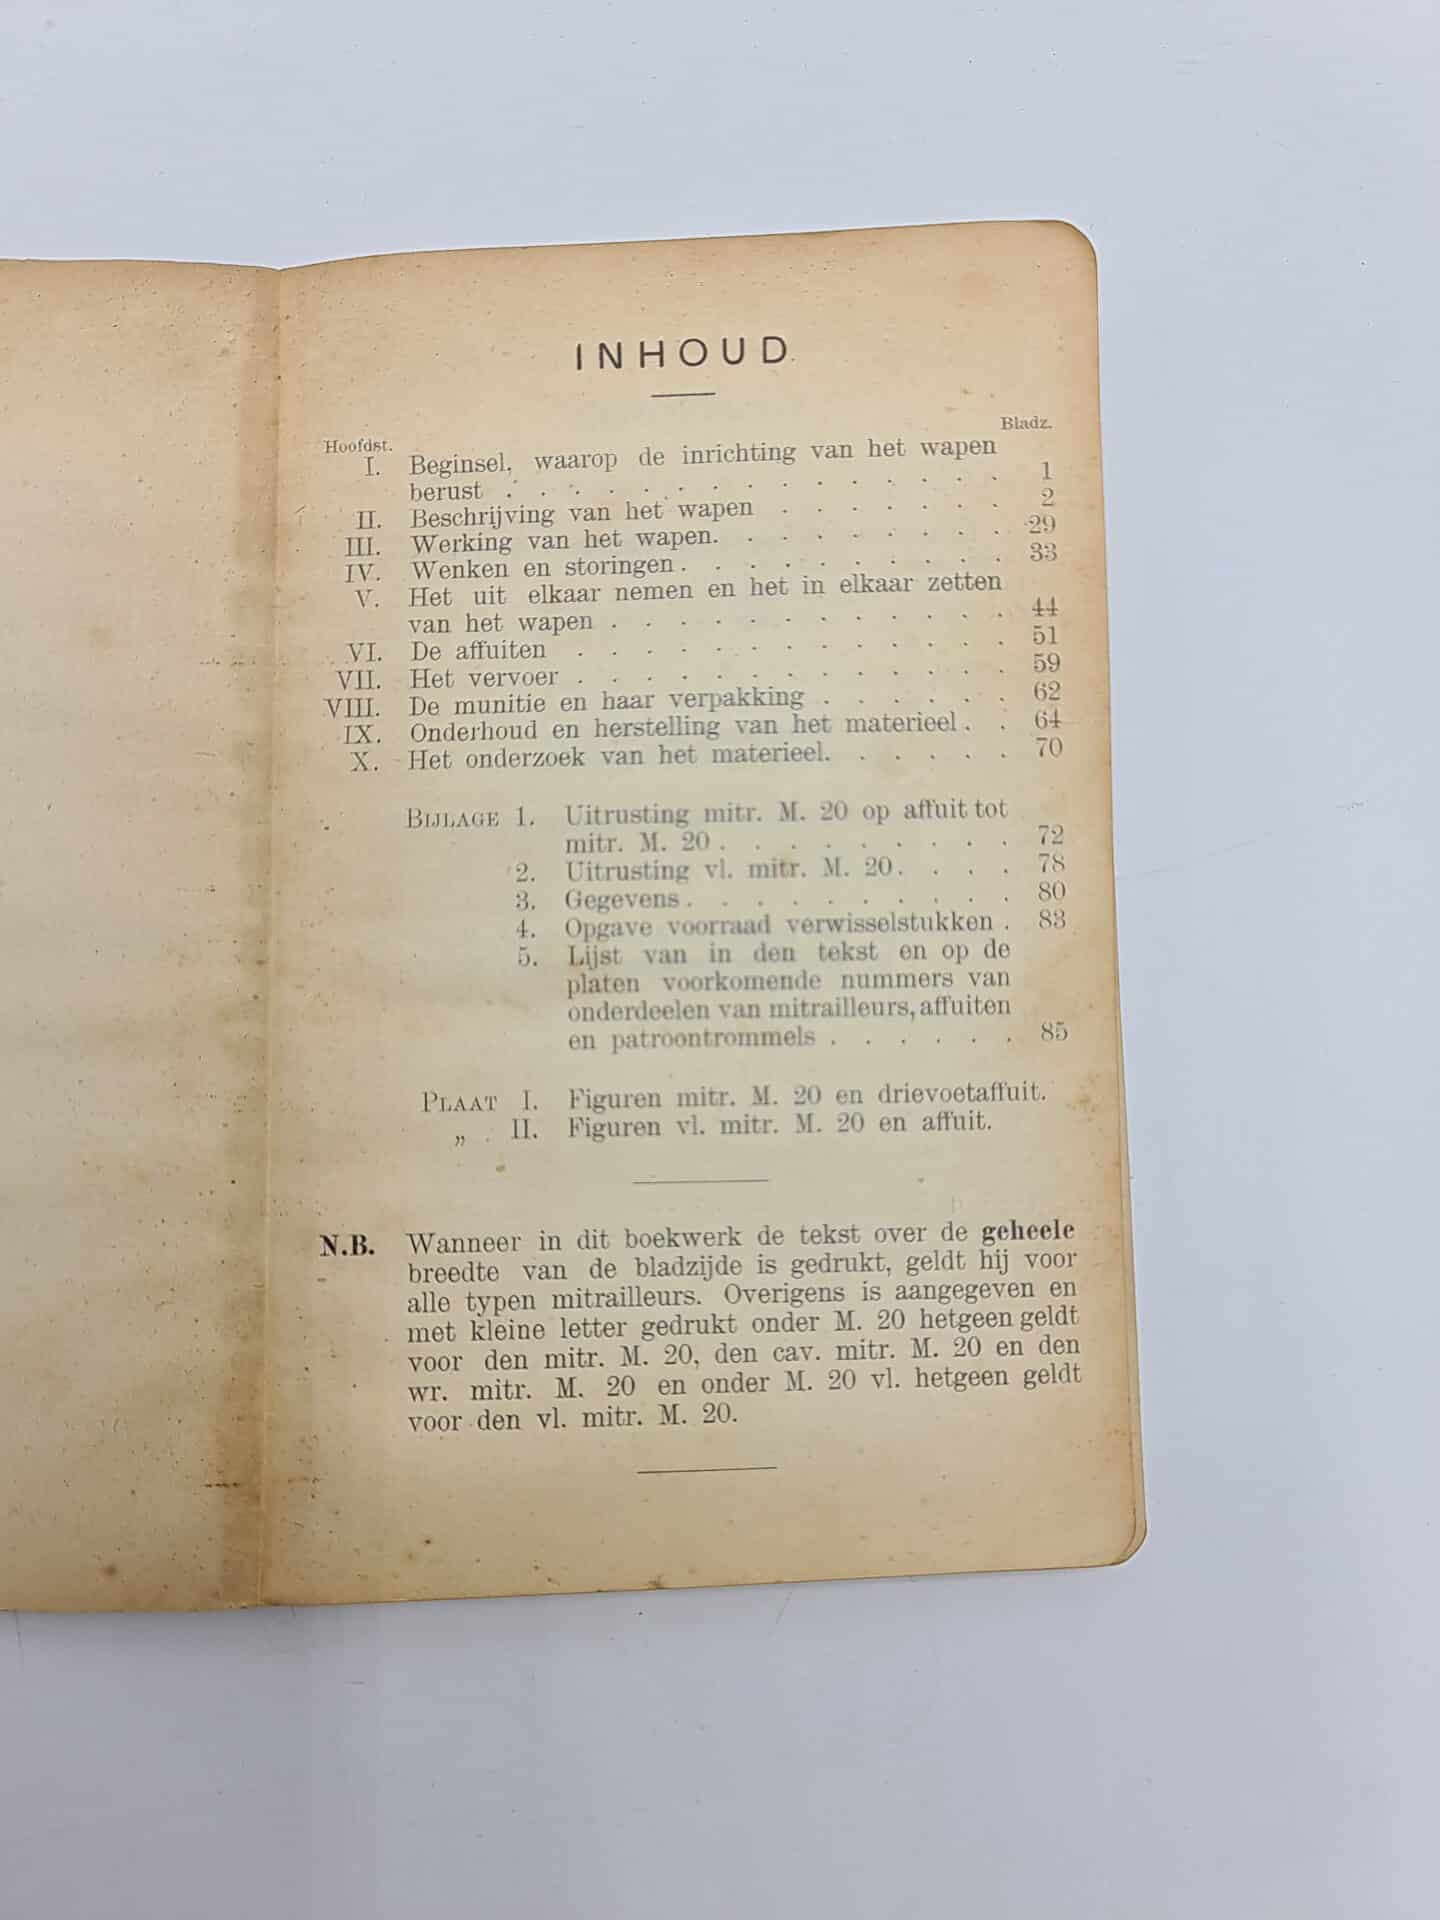 INHOUD.
Bladz.
Hoofdst.
I. Beginsel, waarop de inrichting van het wapen
berust . . . . . . . . . . . . . . . 1
II. Beschrijving van het wapen . . . . . . . 2
III. Werking van het wapen. . . . . . . . . 29
IV. Wenken en storingen . . . . . . . . . . 33
V. Het uit elkaar nemen en het in elkaar zetten
van het wapen . . . . . . . . . . . . 44
VI. De affuiten . . . . . . . . . . . . . 51
VII. Het vervoer . . . . . . . . . . . . . 59
VIII. De munitie en haar verpakking . . . . . . 62
IX. Onderhoud en herstelling van het materieel . . 64
X. Het onderzoek van het materieel. . . . . . 70
BIJLAGE 1. Uitrusting mitr. M. 20 op affuit tot
mitr. M. 20 . . . . . . . . . 72
2. Uitrusting vl. mitr. M. 20. . . . . 78
3. Gegevens . . . . . . . . . . . 80
4. Opgave voorraad verwisselstukken . 83
5. Lijst van in den tekst en op de
platen voorkomende nummers van
onderdeelen van mitrailleurs, affuiten
en patroontrommels . . . . . . 85
PLAAT I. Figuren mitr. M. 20 en drievoetaffuit.
„ II. Figuren vl. mitr. M. 20 en affuit.
N.B. Wanneer in dit boekwerk de tekst over de geheele
breedte van de bladzijde is gedrukt, geldt hij voor
alle typen mitrailleurs. Overigens is aangegeven en
met kleine letter gedrukt onder M. 20 hetgeen geldt
voor den mitr. M. 20, den cav. mitr. M. 20 en den
wr. mitr. M. 20 en onder M. 20 vl. hetgeen geldt
voor den vl. mitr. M. 20.